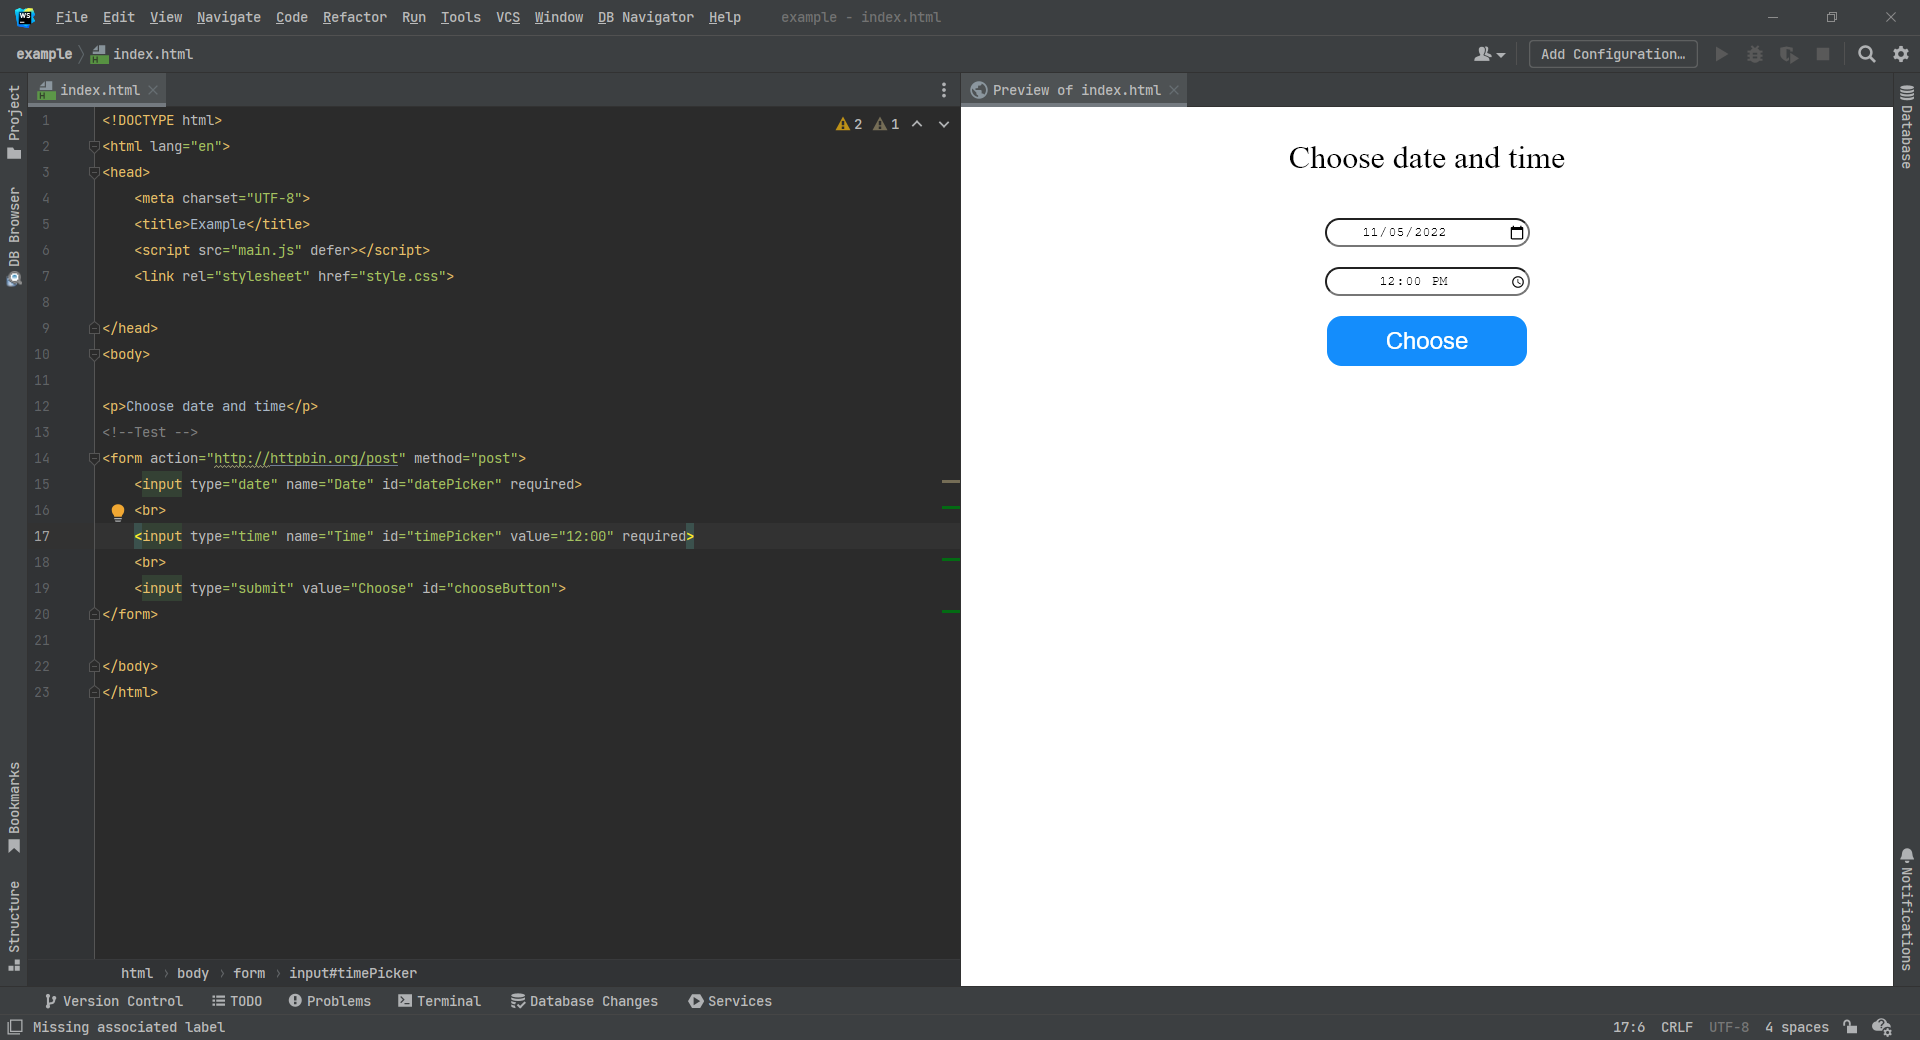 File Edit View Navigate Code Refactor Run Tools VCS Window DB Navigator Help example - index.html
example index.html Add Configuration...
index.html
Preview of index.html
2 1
1 <!DOCTYPE html>
2 <html lang="en">
3 <head>
4 <meta charset="UTF-8">
5 <title>Example</title>
6 <script src="main.js" defer></script>
7 <link rel="stylesheet" href="style.css">
8
9 </head>
10 <body>
11
12 <p>Choose date and time</p>
13 <!--Test -->
14 <form action="http://httpbin.org/post" method="post">
15 <input type="date" name="Date" id="datePicker" required>
16 <br>
17 <input type="time" name="Time" id="timePicker" value="12:00" required>
18 <br>
19 <input type="submit" value="Choose" id="chooseButton">
20 </form>
21
22 </body>
23 </html>
Choose date and time
11/05/2022
12:00 PM
Choose
Project
DB Browser
Bookmarks
Structure
Database
Notifications
html body form input#timePicker
Version Control TODO Problems Terminal Database Changes Services
Missing associated label 17:6 CRLF UTF-8 4 spaces